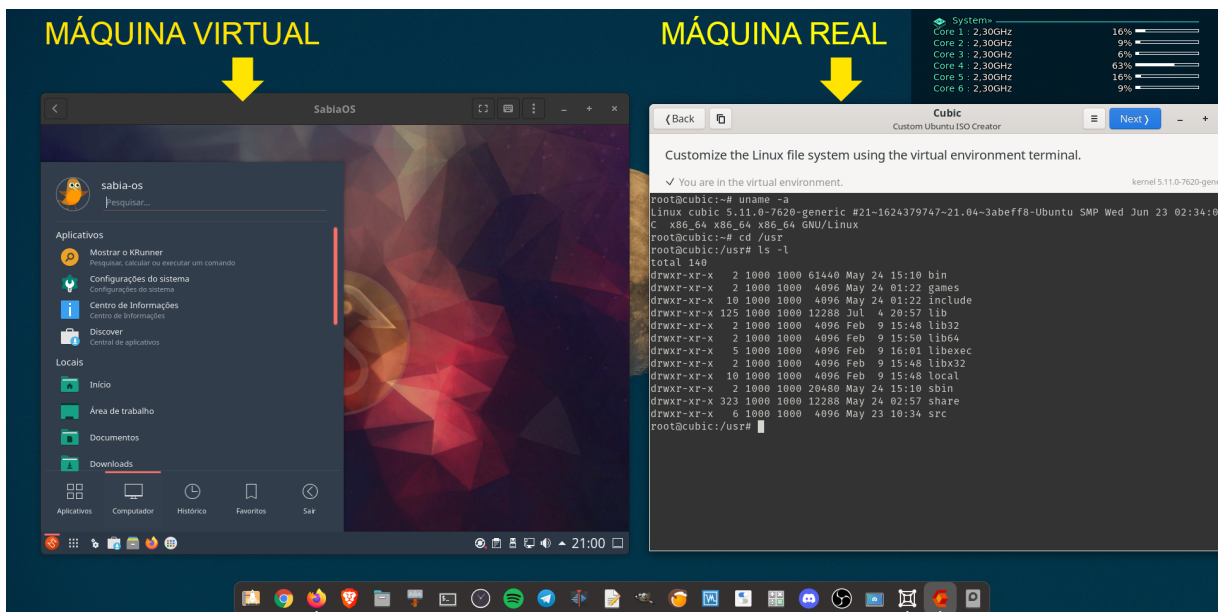 MÁQUINA VIRTUAL
MÁQUINA REAL
System»
Core 1 : 2,30GHz 16%
Core 2 : 2,30GHz 9%
Core 3 : 2,30GHz 6%
Core 4 : 2,30GHz 63%
Core 5 : 2,30GHz 16%
Core 6 : 2,30GHz 9%
SabiaOS
sabia-os
Pesquisar...
Aplicativos
Mostrar o KRunner
Pesquisar, calcular ou executar um comando
Configurações do sistema
Configurações do sistema
Centro de Informações
Centro de Informações
Discover
Central de aplicativos
Locais
Início
Área de trabalho
Documentos
Downloads
Aplicativos Computador Histórico Favoritos Sair
21:00
Back
Cubic
Custom Ubuntu ISO Creator
Next
Customize the Linux file system using the virtual environment terminal.
You are in the virtual environment.
kernel 5.11.0-7620-gene
root@cubic:~# uname -a
Linux cubic 5.11.0-7620-generic #21~1624379747~21.04~3abeff8-Ubuntu SMP Wed Jun 23 02:34:0
C x86_64 x86_64 x86_64 GNU/Linux
root@cubic:~# cd /usr
root@cubic:/usr# ls -l
total 140
drwxr-xr-x 2 1000 1000 61440 May 24 15:10 bin
drwxr-xr-x 2 1000 1000 4096 May 24 01:22 games
drwxr-xr-x 10 1000 1000 4096 May 24 01:22 include
drwxr-xr-x 125 1000 1000 12288 Jul 4 20:57 lib
drwxr-xr-x 2 1000 1000 4096 Feb 9 15:48 lib32
drwxr-xr-x 2 1000 1000 4096 Feb 9 15:50 lib64
drwxr-xr-x 5 1000 1000 4096 Feb 9 16:01 libexec
drwxr-xr-x 2 1000 1000 4096 Feb 9 15:48 libx32
drwxr-xr-x 10 1000 1000 4096 Feb 9 15:48 local
drwxr-xr-x 2 1000 1000 20480 May 24 15:10 sbin
drwxr-xr-x 323 1000 1000 12288 May 24 02:57 share
drwxr-xr-x 6 1000 1000 4096 May 23 10:34 src
root@cubic:/usr#